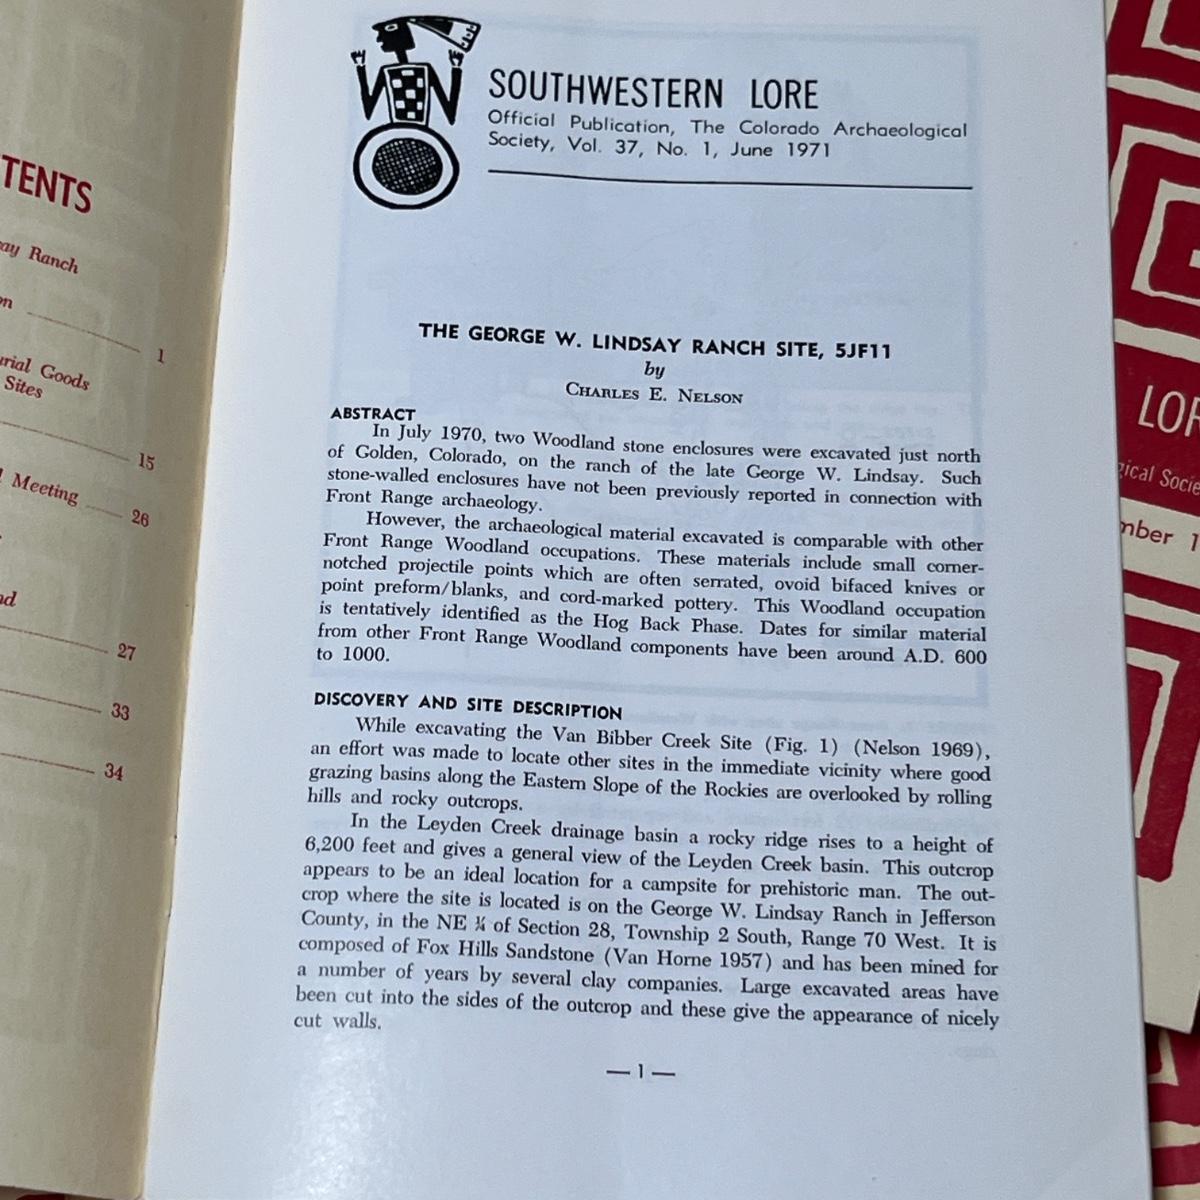 TENTS
ay Ranch
on 1
rial Goods
Sites
15
Meeting 26
27
33
34
SOUTHWESTERN LORE
Official Publication, The Colorado Archaeological
Society, Vol. 37, No. 1, June 1971
THE GEORGE W. LINDSAY RANCH SITE, 5JF11
by
CHARLES E. NELSON
ABSTRACT
In July 1970, two Woodland stone enclosures were excavated just north
of Golden, Colorado, on the ranch of the late George W. Lindsay. Such
stone-walled enclosures have not been previously reported in connection with
Front Range archaeology.
However, the archaeological material excavated is comparable with other
Front Range Woodland occupations. These materials include small corner-
notched projectile points which are often serrated, ovoid bifaced knives or
point preform/blanks, and cord-marked pottery. This Woodland occupation
is tentatively identified as the Hog Back Phase. Dates for similar material
from other Front Range Woodland components have been around A.D. 600
to 1000.
DISCOVERY AND SITE DESCRIPTION
While excavating the Van Bibber Creek Site (Fig. 1) (Nelson 1969),
an effort was made to locate other sites in the immediate vicinity where good
grazing basins along the Eastern Slope of the Rockies are overlooked by rolling
hills and rocky outcrops.
In the Leyden Creek drainage basin a rocky ridge rises to a height of
6,200 feet and gives a general view of the Leyden Creek basin. This outcrop
appears to be an ideal location for a campsite for prehistoric man. The out-
crop where the site is located is on the George W. Lindsay Ranch in Jefferson
County, in the NE ¼ of Section 28, Township 2 South, Range 70 West. It is
composed of Fox Hills Sandstone (Van Horne 1957) and has been mined for
a number of years by several clay companies. Large excavated areas have
been cut into the sides of the outcrop and these give the appearance of nicely
cut walls.
— 1 —
LOR
gical Socie
mber 1